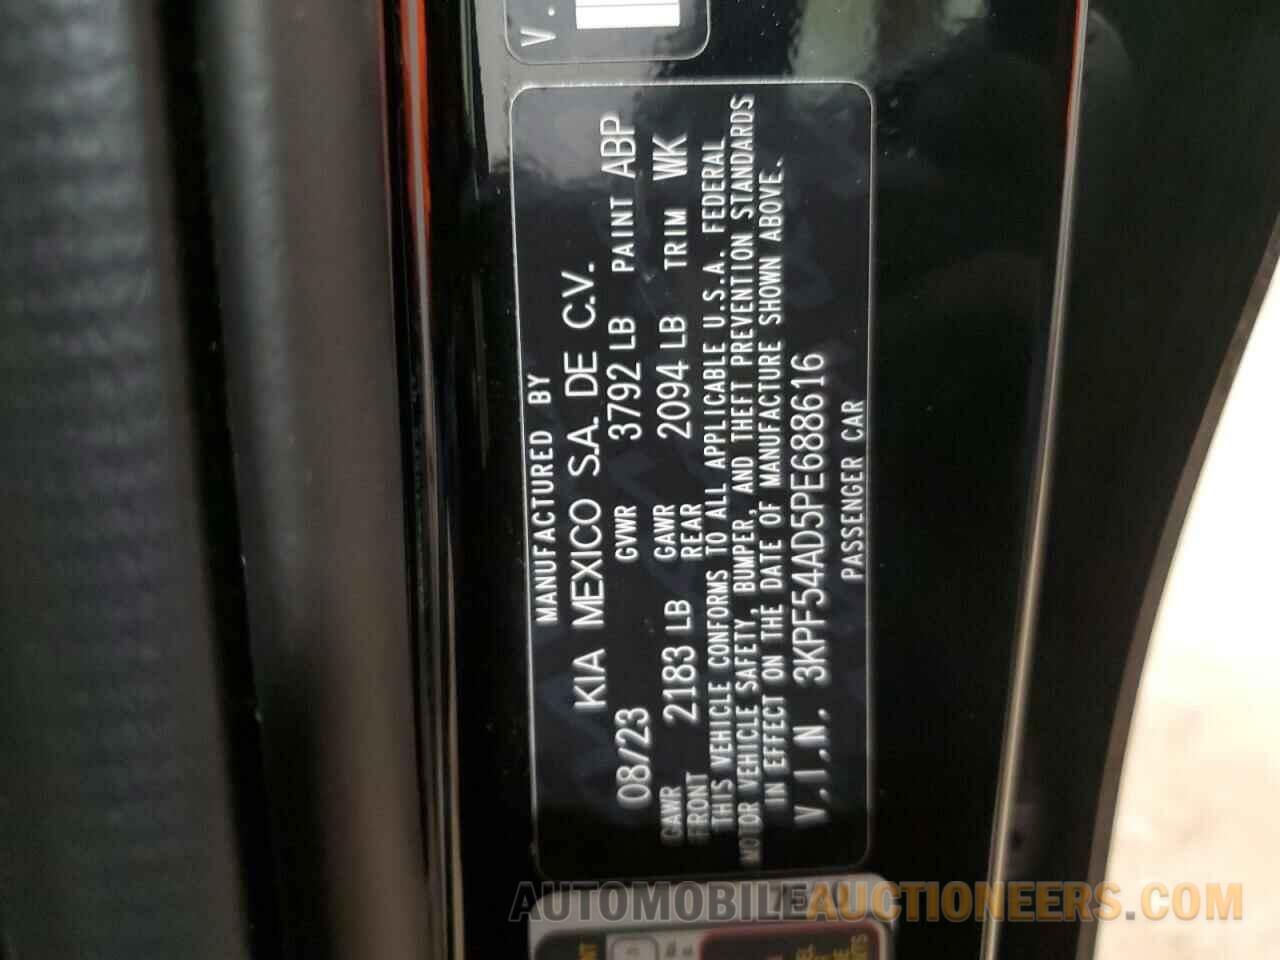 V.
MANUFACTURED BY
KIA MEXICO S.A. DE C.V.
08/23 GVWR 3792 LB PAINT ABP
GAWR FRONT 2183 LB GAWR REAR 2094 LB TRIM WK
THIS VEHICLE CONFORMS TO ALL APPLICABLE U.S.A. FEDERAL
MOTOR VEHICLE SAFETY, BUMPER, AND THEFT PREVENTION STANDARDS
IN EFFECT ON THE DATE OF MANUFACTURE SHOWN ABOVE.
V.I.N. 3KPF54AD5PE688616
PASSENGER CAR
AUTOMOBILEAUCTIONEERS.COM